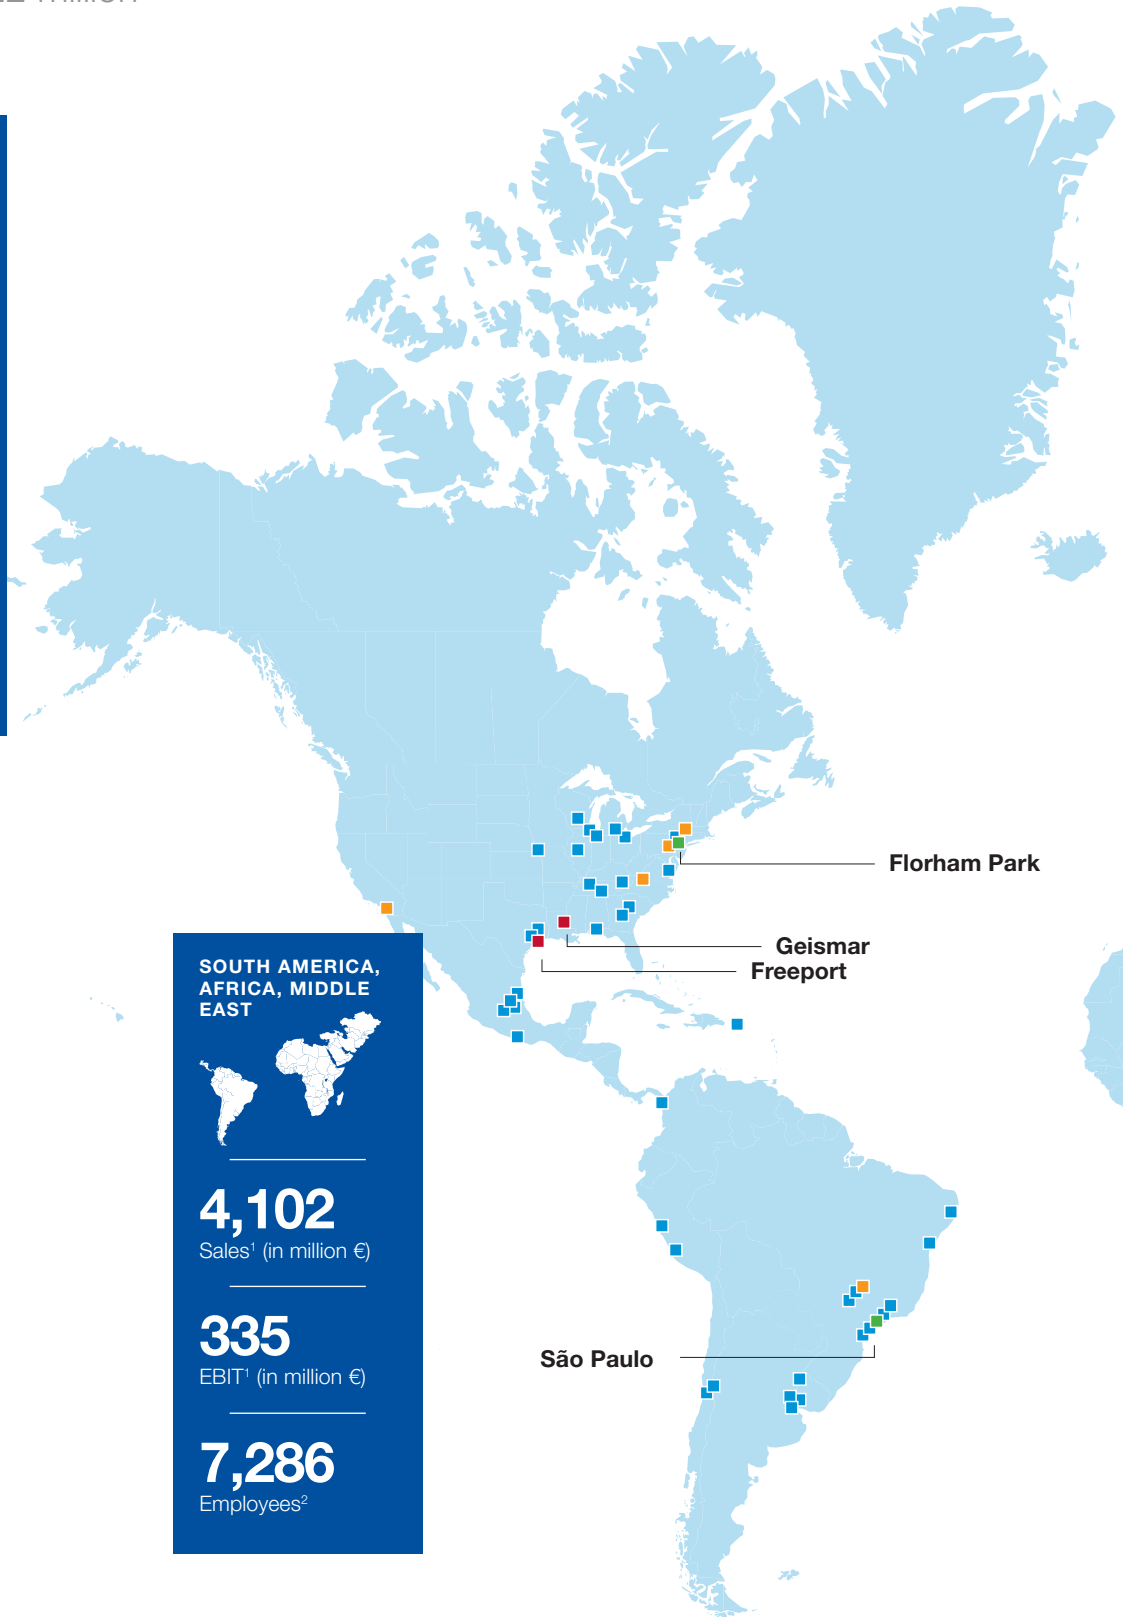 Florham Park
Geismar
Freeport
SOUTH AMERICA,
AFRICA, MIDDLE
EAST
4,102
Sales¹ (in million €)
335
EBIT¹ (in million €)
São Paulo
7,286
Employees²